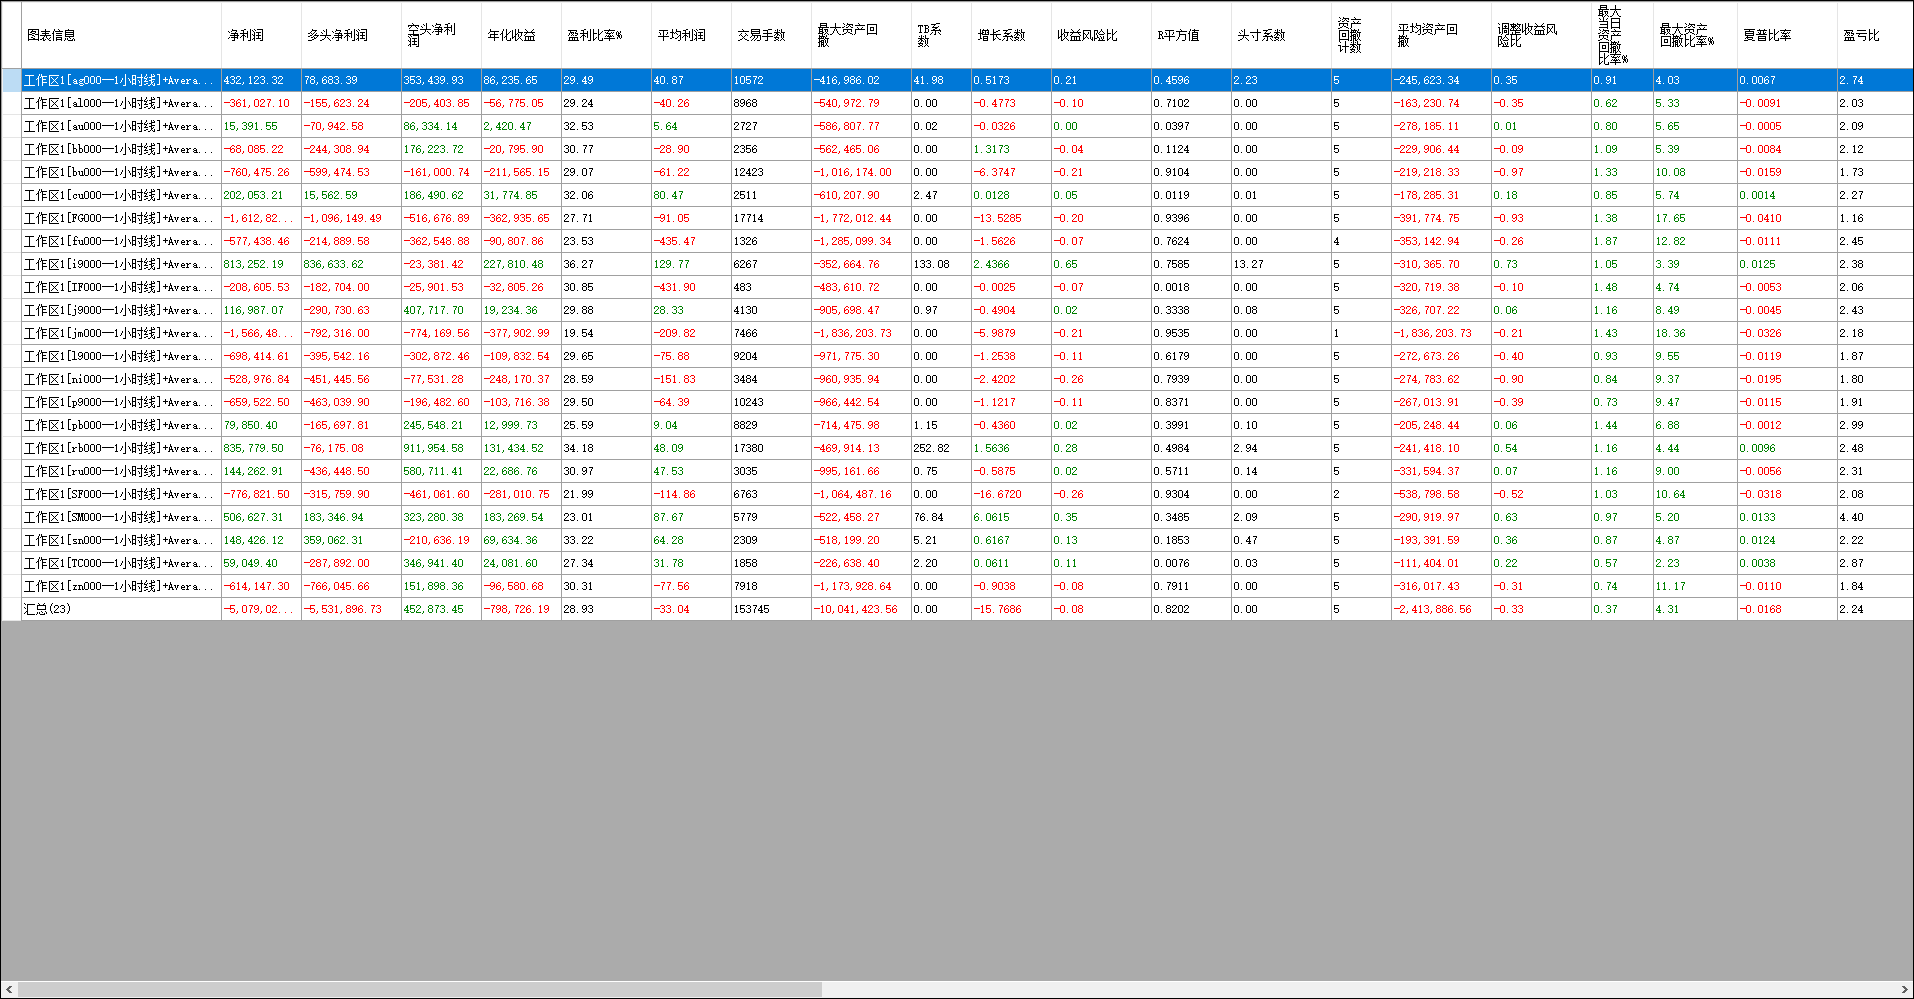 图表信息 净利润 多头净利润 空头净利润 年化收益 盈利比率% 平均利润 交易手数 最大资产回撤 TB系数 增长系数 收益风险比 R平方值 头寸系数 资产回撤计数 平均资产回撤 调整收益风险比 最大当日资产回撤比率% 最大资产回撤比率% 夏普比率 盈亏比
工作区1[ag000--1小时线]+Avera... 432,123.32 78,683.39 353,439.93 86,235.65 29.49 40.87 10572 -416,986.02 41.98 0.5173 0.21 0.4596 2.23 5 -245,623.34 0.35 0.91 4.03 0.0067 2.74
工作区1[al000--1小时线]+Avera... -361,027.10 -155,623.24 -205,403.85 -56,775.05 29.24 -40.26 8968 -540,972.79 0.00 -0.4773 -0.10 0.7102 0.00 5 -163,230.74 -0.35 0.62 5.33 -0.0091 2.03
工作区1[au000--1小时线]+Avera... 15,391.55 -70,942.58 86,334.14 2,420.47 32.53 5.64 2727 -586,807.77 0.02 -0.0326 0.00 0.0397 0.00 5 -278,185.11 0.01 0.80 5.65 -0.0005 2.09
工作区1[bb000--1小时线]+Avera... -68,085.22 -244,308.94 176,223.72 -20,795.90 30.77 -28.90 2356 -562,465.06 0.00 1.3173 -0.04 0.1124 0.00 5 -229,906.44 -0.09 1.09 5.39 -0.0084 2.12
工作区1[bu000--1小时线]+Avera... -760,475.26 -599,474.53 -161,000.74 -211,565.15 29.07 -61.22 12423 -1,016,174.00 0.00 -6.3747 -0.21 0.9104 0.00 5 -219,218.33 -0.97 1.33 10.08 -0.0159 1.73
工作区1[cu000--1小时线]+Avera... 202,053.21 15,562.59 186,490.62 31,774.85 32.06 80.47 2511 -610,207.90 2.47 0.0128 0.05 0.0119 0.01 5 -178,285.31 0.18 0.85 5.74 0.0014 2.27
工作区1[FG000--1小时线]+Avera... -1,612,82... -1,096,149.49 -516,676.89 -362,935.65 27.71 -91.05 17714 -1,772,012.44 0.00 -13.5285 -0.20 0.9396 0.00 5 -391,774.75 -0.93 1.38 17.65 -0.0410 1.16
工作区1[fu000--1小时线]+Avera... -577,438.46 -214,889.58 -362,548.88 -90,807.86 23.53 -435.47 1326 -1,285,099.34 0.00 -1.5626 -0.07 0.7624 0.00 4 -353,142.94 -0.26 1.87 12.82 -0.0111 2.45
工作区1[i9000--1小时线]+Avera... 813,252.19 836,633.62 -23,381.42 227,810.48 36.27 129.77 6267 -352,664.76 133.08 2.4366 0.65 0.7585 13.27 5 -310,365.70 0.73 1.05 3.39 0.0125 2.38
工作区1[IF000--1小时线]+Avera... -208,605.53 -182,704.00 -25,901.53 -32,805.26 30.85 -431.90 483 -483,610.72 0.00 -0.0025 -0.07 0.0018 0.00 5 -320,719.38 -0.10 1.48 4.74 -0.0053 2.06
工作区1[j9000--1小时线]+Avera... 116,987.07 -290,730.63 407,717.70 19,234.36 29.88 28.33 4130 -905,698.47 0.97 -0.4904 0.02 0.3338 0.08 5 -326,707.22 0.06 1.16 8.49 -0.0045 2.43
工作区1[jm000--1小时线]+Avera... -1,566,48... -792,316.00 -774,169.56 -377,902.99 19.54 -209.82 7466 -1,836,203.73 0.00 -5.9879 -0.21 0.9535 0.00 1 -1,836,203.73 -0.21 1.43 18.36 -0.0326 2.18
工作区1[l9000--1小时线]+Avera... -698,414.61 -395,542.16 -302,872.46 -109,832.54 29.65 -75.88 9204 -971,775.30 0.00 -1.2538 -0.11 0.6179 0.00 5 -272,673.26 -0.40 0.93 9.55 -0.0119 1.87
工作区1[ni000--1小时线]+Avera... -528,976.84 -451,445.56 -77,531.28 -248,170.37 28.59 -151.83 3484 -960,935.94 0.00 -2.4202 -0.26 0.7939 0.00 5 -274,783.62 -0.90 0.84 9.37 -0.0195 1.80
工作区1[p9000--1小时线]+Avera... -659,522.50 -463,039.90 -196,482.60 -103,716.38 29.50 -64.39 10243 -966,442.54 0.00 -1.1217 -0.11 0.8371 0.00 5 -267,013.91 -0.39 0.73 9.47 -0.0115 1.91
工作区1[pb000--1小时线]+Avera... 79,850.40 -165,697.81 245,548.21 12,999.73 25.59 9.04 8829 -714,475.98 1.15 -0.4360 0.02 0.3991 0.10 5 -205,248.44 0.06 1.44 6.88 -0.0012 2.99
工作区1[rb000--1小时线]+Avera... 835,779.50 -76,175.08 911,954.58 131,434.52 34.18 48.09 17380 -469,914.13 252.82 1.5636 0.28 0.4984 2.94 5 -241,418.10 0.54 1.16 4.44 0.0096 2.48
工作区1[ru000--1小时线]+Avera... 144,262.91 -436,448.50 580,711.41 22,686.76 30.97 47.53 3035 -995,161.66 0.75 -0.5875 0.02 0.5711 0.14 5 -331,594.37 0.07 1.16 9.00 -0.0056 2.31
工作区1[SF000--1小时线]+Avera... -776,821.50 -315,759.90 -461,061.60 -281,010.75 21.99 -114.86 6763 -1,064,487.16 0.00 -16.6720 -0.26 0.9304 0.00 2 -538,798.58 -0.52 1.03 10.64 -0.0318 2.08
工作区1[SM000--1小时线]+Avera... 506,627.31 183,346.94 323,280.38 183,269.54 23.01 87.67 5779 -522,458.27 76.84 6.0615 0.35 0.3485 2.09 5 -290,919.97 0.63 0.97 5.20 0.0133 4.40
工作区1[sn000--1小时线]+Avera... 148,426.12 359,062.31 -210,636.19 69,634.36 33.22 64.28 2309 -518,199.20 5.21 0.6167 0.13 0.1853 0.47 5 -193,391.59 0.36 0.87 4.87 0.0124 2.22
工作区1[TC000--1小时线]+Avera... 59,049.40 -287,892.00 346,941.40 24,081.60 27.34 31.78 1858 -226,638.40 2.20 0.0611 0.11 0.0076 0.03 5 -111,404.01 0.22 0.57 2.23 0.0038 2.87
工作区1[zn000--1小时线]+Avera... -614,147.30 -766,045.66 151,898.36 -96,580.68 30.31 -77.56 7918 -1,173,928.64 0.00 -0.9038 -0.08 0.7911 0.00 5 -316,017.43 -0.31 0.74 11.17 -0.0110 1.84
汇总(23) -5,079,02... -5,531,896.73 452,873.45 -798,726.19 28.93 -33.04 153745 -10,041,423.56 0.00 -15.7686 -0.08 0.8202 0.00 5 -2,413,886.56 -0.33 0.37 4.31 -0.0168 2.24